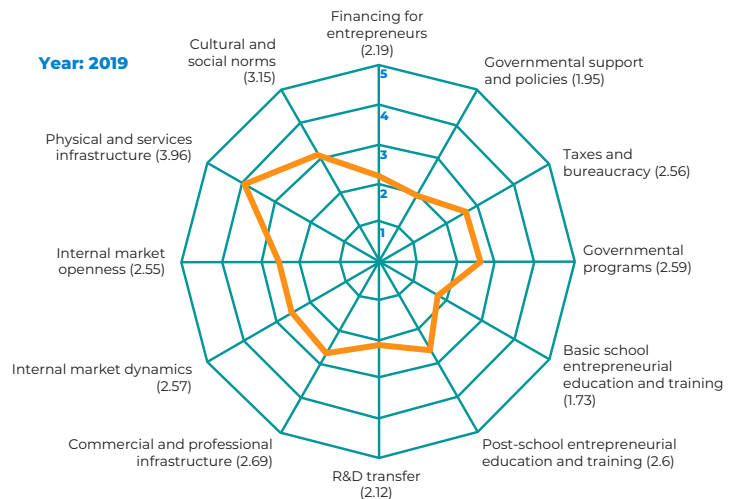 Year: 2019
Financing for
entrepreneurs
(2.19)
Governmental support
and policies (1.95)
Taxes and
bureaucracy (2.56)
Governmental
programs (2.59)
Basic school
entrepreneurial
education and training
(1.73)
Post-school entrepreneurial
education and training (2.6)
R&D transfer
(2.12)
Commercial and professional
infrastructure (2.69)
Internal market dynamics
(2.57)
Internal market
openness (2.55)
Physical and services
infrastructure (3.96)
Cultural and
social norms
(3.15)
5
4
3
2
1